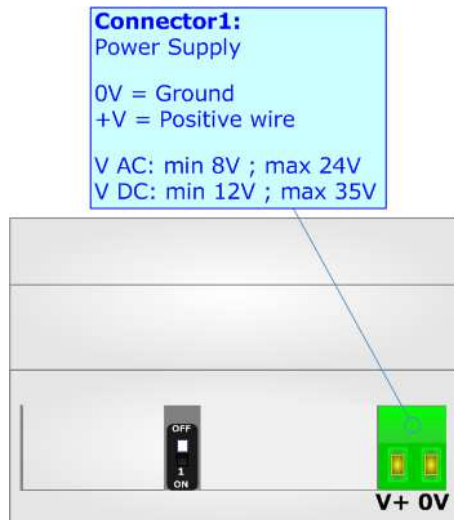 Connector1:
Power Supply
0V = Ground
+V = Positive wire
V AC: min 8V ; max 24V
V DC: min 12V ; max 35V
OFF
1
ON
V+ 0V